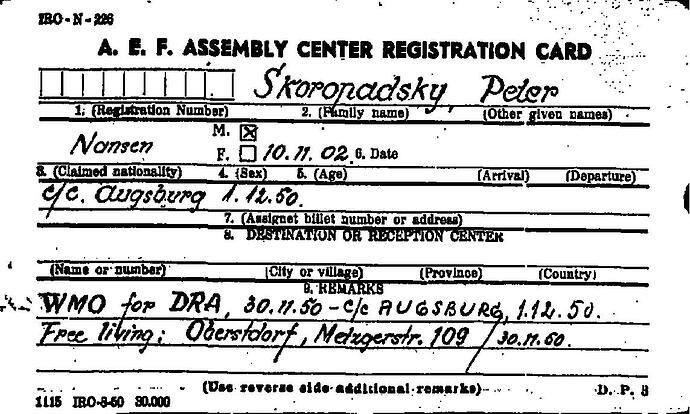 IRO-N-226
A. E. F. ASSEMBLY CENTER REGISTRATION CARD
Skoropadsky, Peter
1. (Registration Number) 2. (Family name) (Other given names)
Nansen M. ☒
F. ☐ 10.11.02. 6. Date
3. (Claimed nationality) 4. (Sex) 5. (Age) (Arrival) (Departure)
c/c. Augsburg 1.12.50.
7. (Assignet billet number or address)
8. DESTINATION OR RECEPTION CENTER
(Name or number) (City or village) (Province) (Country)
9. REMARKS
WMO for DRA, 30.11.50 - c/c AUGSBURG, 1.12.50.
Free living: Oberstdorf, Metzgerstr. 109 / 30.11.50.
(Use reverse side additional remarks) D. P. 3
1115 IRO-8-50 30.000